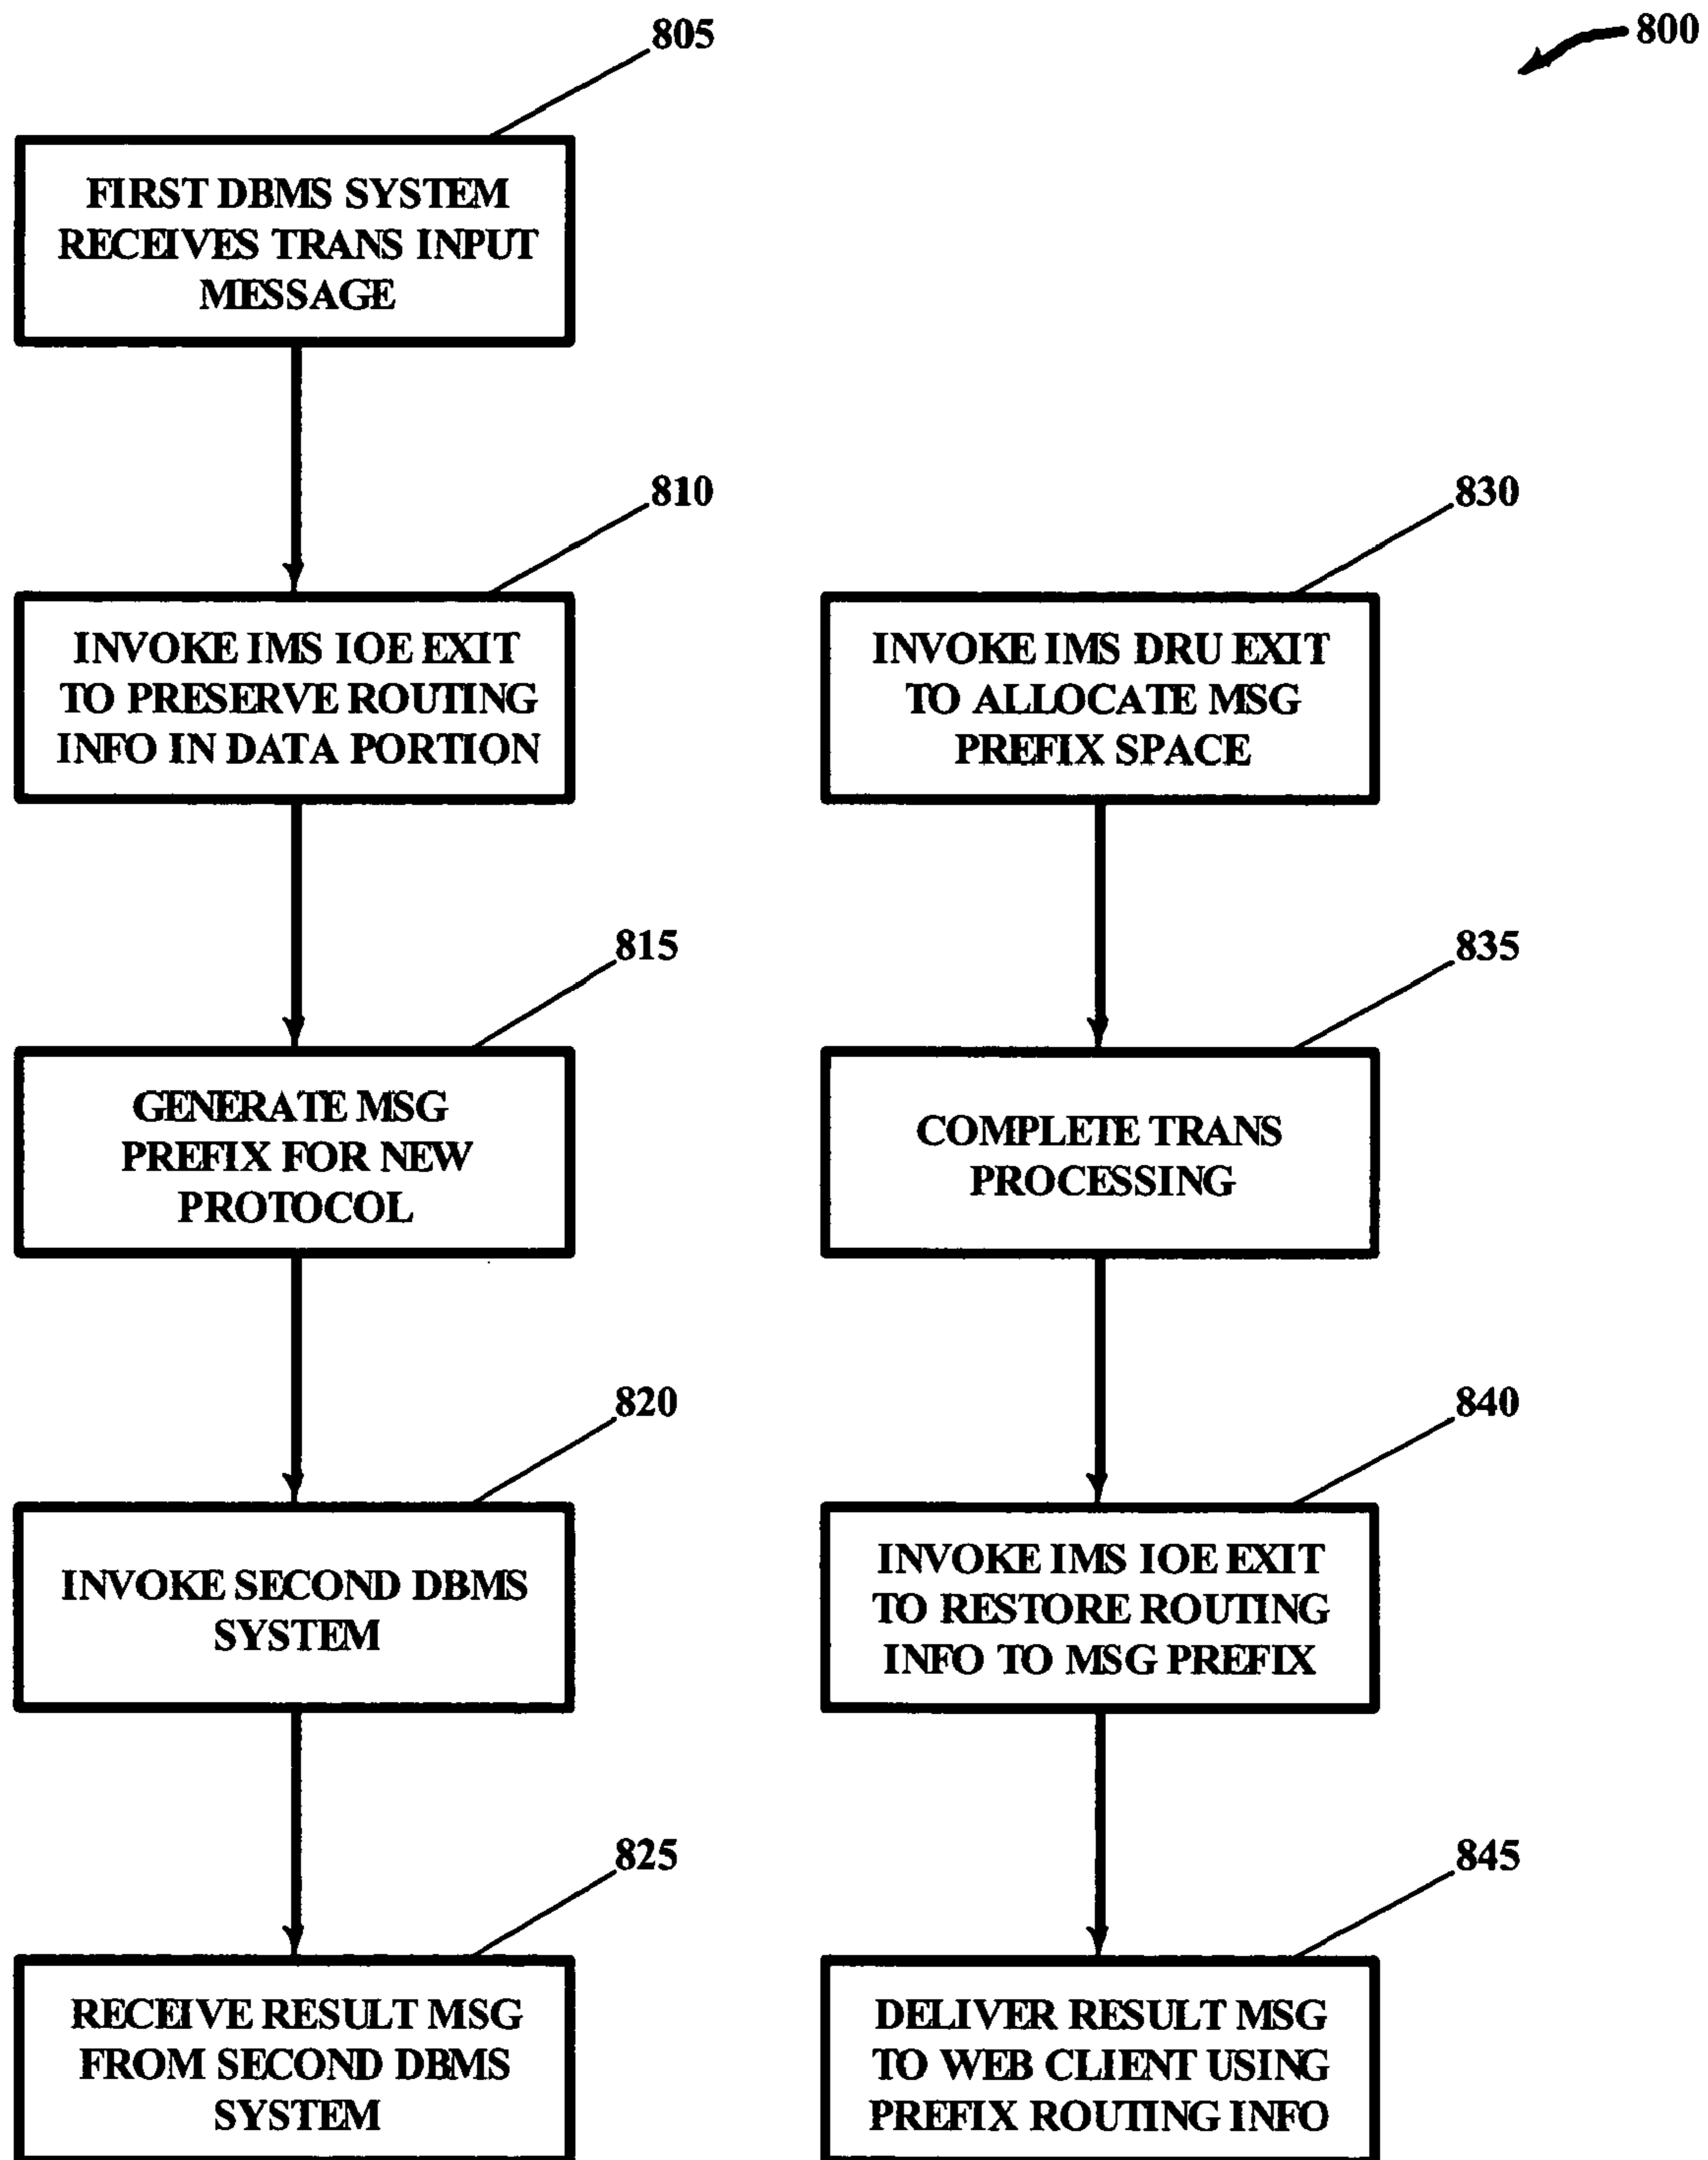 800
805
FIRST DBMS SYSTEM
RECEIVES TRANS INPUT
MESSAGE
810
INVOKE IMS IOE EXIT
TO PRESERVE ROUTING
INFO IN DATA PORTION
815
GENERATE MSG
PREFIX FOR NEW
PROTOCOL
820
INVOKE SECOND DBMS
SYSTEM
825
RECEIVE RESULT MSG
FROM SECOND DBMS
SYSTEM
830
INVOKE IMS DRU EXIT
TO ALLOCATE MSG
PREFIX SPACE
835
COMPLETE TRANS
PROCESSING
840
INVOKE IMS IOE EXIT
TO RESTORE ROUTING
INFO TO MSG PREFIX
845
DELIVER RESULT MSG
TO WEB CLIENT USING
PREFIX ROUTING INFO